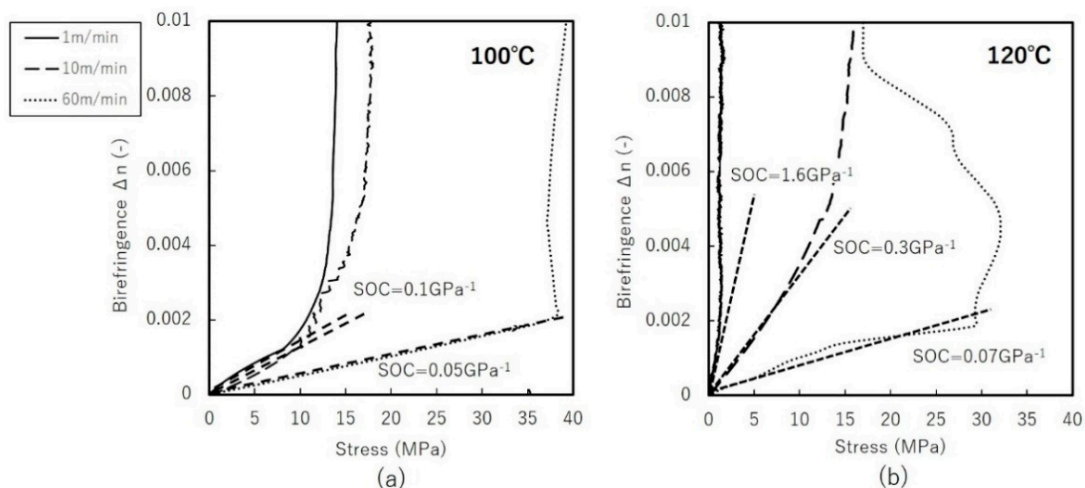 1m/min
10m/min
60m/min
0.01
0.008
0.006
0.004
0.002
0
Birefringence Δn (-)
100℃
SOC=0.1GPa⁻¹
SOC=0.05GPa⁻¹
0 5 10 15 20 25 30 35 40
Stress (MPa)
(a)
0.01
0.008
0.006
0.004
0.002
0
Birefringence Δn (-)
120℃
SOC=1.6GPa⁻¹
SOC=0.3GPa⁻¹
SOC=0.07GPa⁻¹
0 5 10 15 20 25 30 35 40
Stress (MPa)
(b)